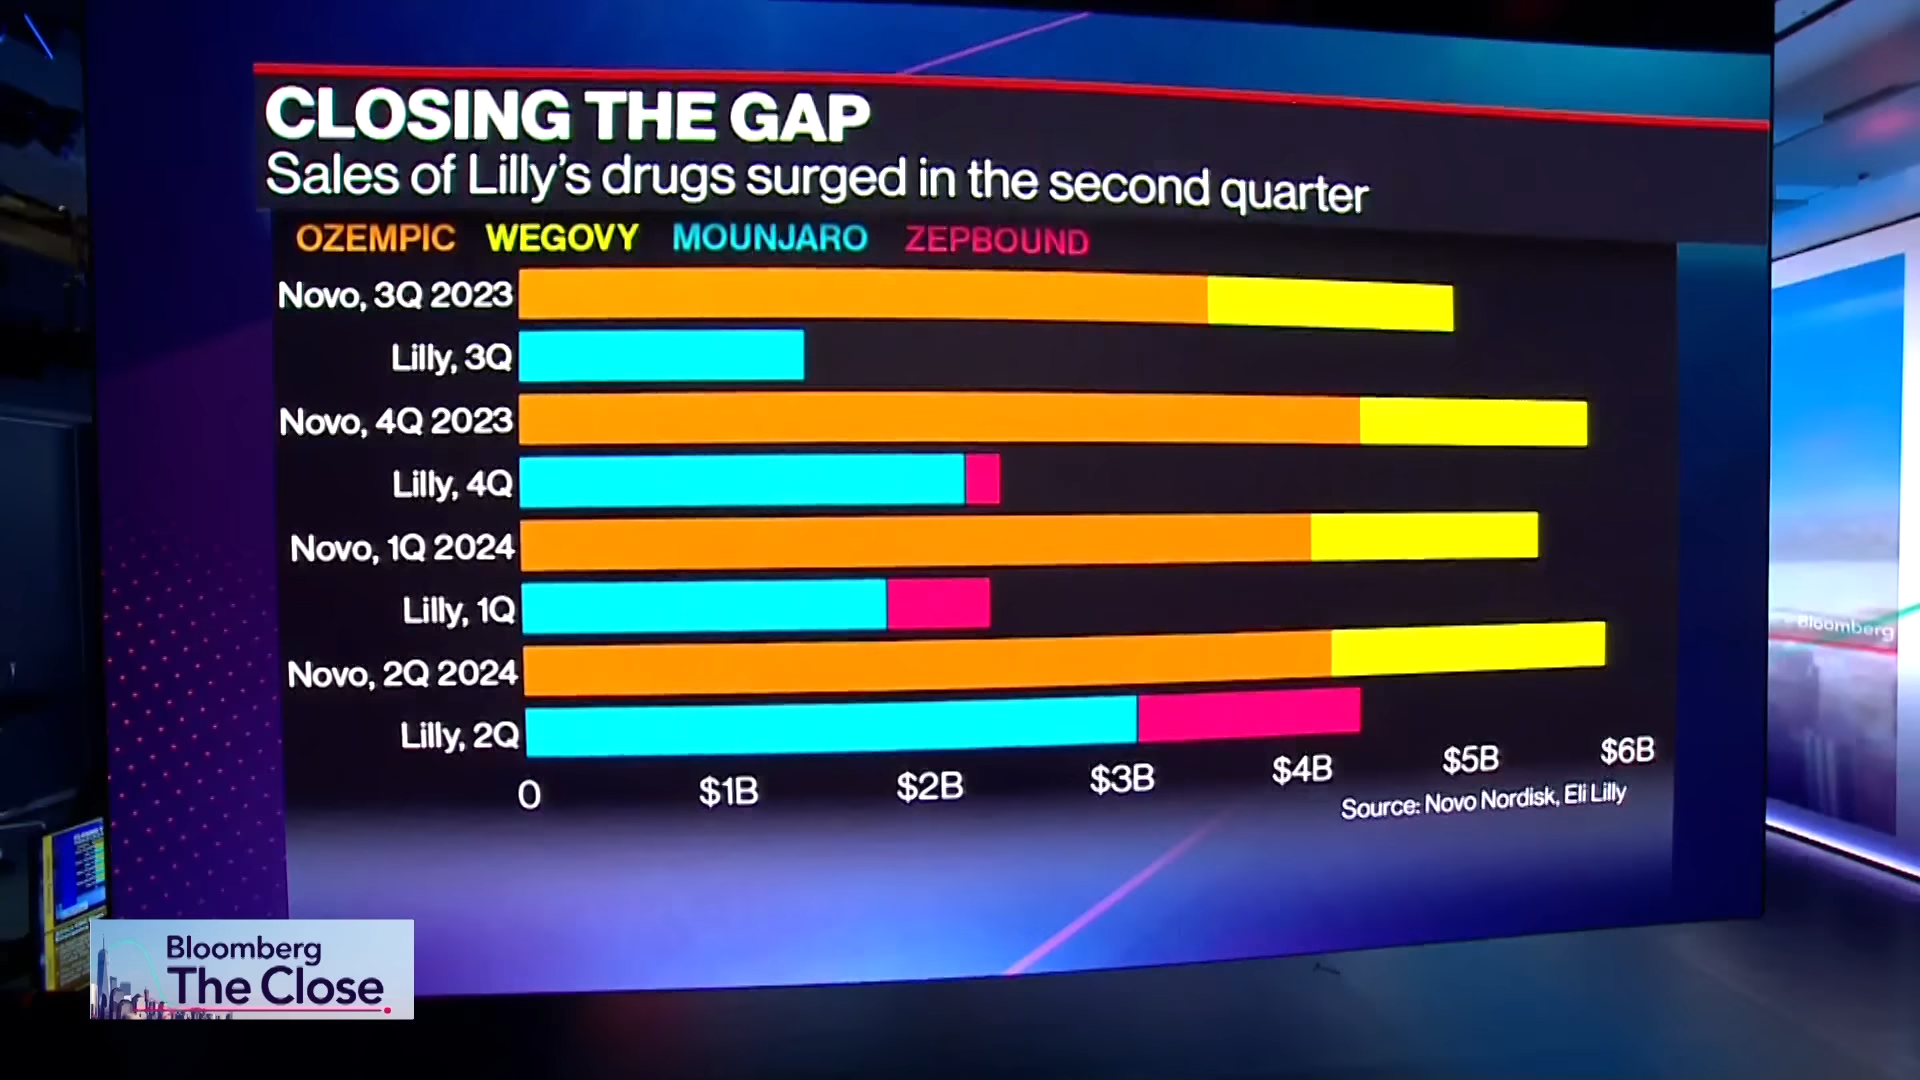 CLOSING THE GAP
Sales of Lilly's drugs surged in the second quarter
OZEMPIC WEGOVY MOUNJARO ZEPBOUND
Novo, 3Q 2023
Lilly, 3Q
Novo, 4Q 2023
Lilly, 4Q
Novo, 1Q 2024
Lilly, 1Q
Novo, 2Q 2024
Lilly, 2Q
0 $1B $2B $3B $4B $5B $6B
Source: Novo Nordisk, Eli Lilly
Bloomberg
Bloomberg
The Close